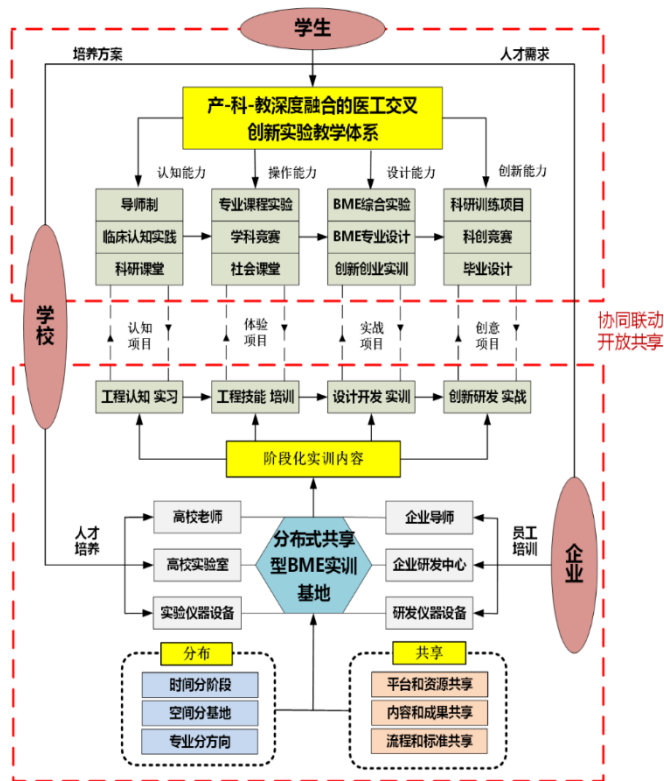 学生
培养方案
人才需求
产-科-教深度融合的医工交叉
创新实验教学体系
认知能力
操作能力
设计能力
创新能力
导师制
专业课程实验
BME综合实验
科研训练项目
临床认知实践
学科竞赛
BME专业设计
科创竞赛
科研课堂
社会课堂
创新创业实训
毕业设计
学校
认知
项目
体验
项目
实战
项目
创意
项目
协同联动
开放共享
工程认知 实习
工程技能 培训
设计开发 实训
创新研发 实战
阶段化实训内容
人才
培养
高校老师
高校实验室
实验仪器设备
分布式共享
型BME实训
基地
企业导师
企业研发中心
研发仪器设备
员工
培训
企业
分布
时间分阶段
空间分基地
专业分方向
共享
平台和资源共享
内容和成果共享
流程和标准共享